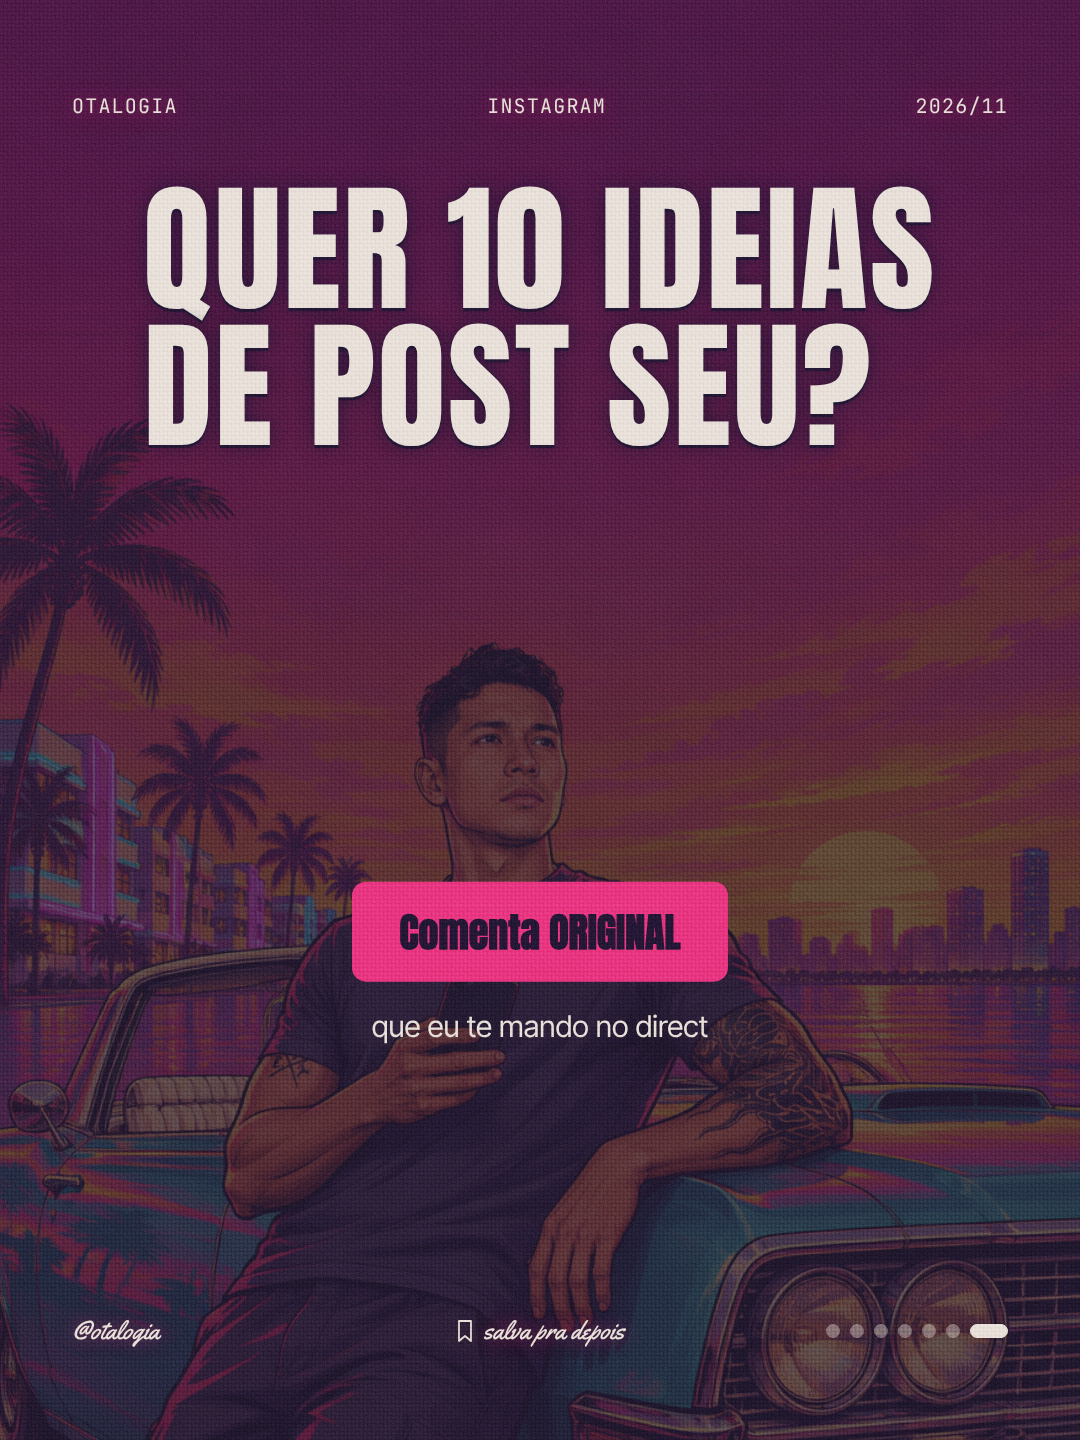 OTALOGIA INSTAGRAM 2026/11
QUER 10 IDEIAS
DE POST SEU?
Comenta ORIGINAL
que eu te mando no direct
@otalogia salva pra depois